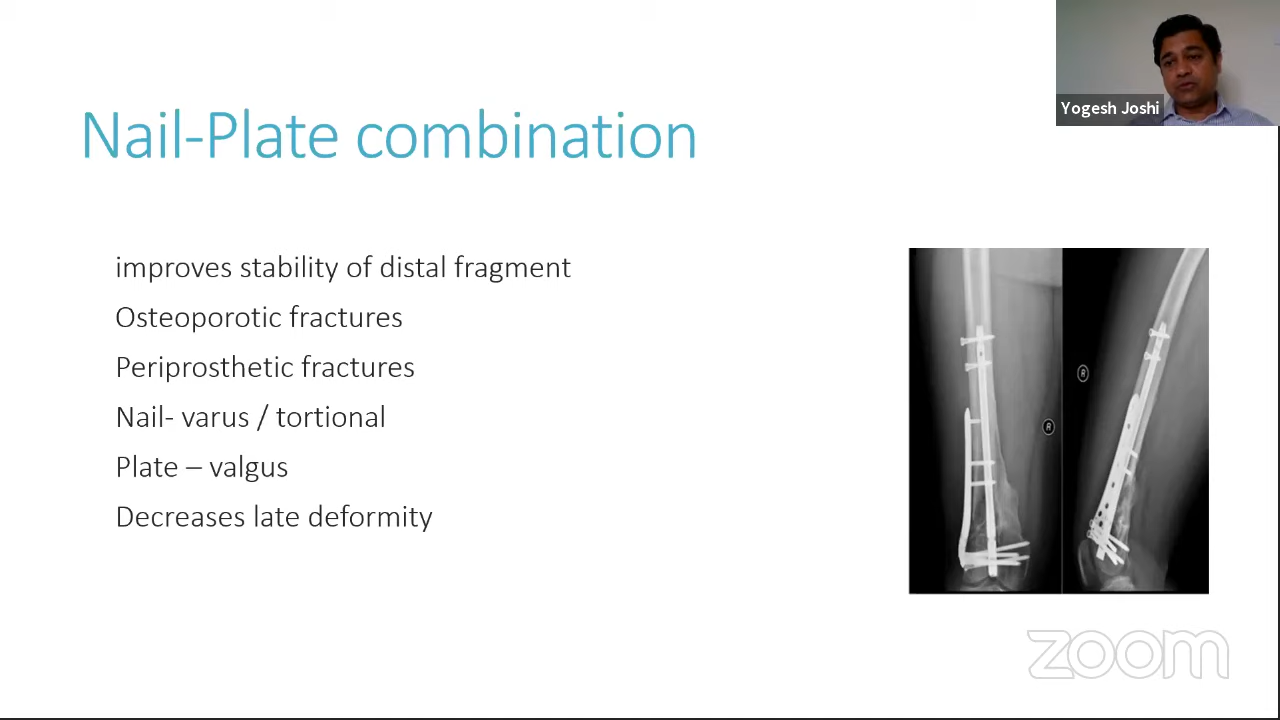 Yogesh Joshi
Nail-Plate combination
improves stability of distal fragment
Osteoporotic fractures
Periprosthetic fractures
Nail- varus / tortional
Plate – valgus
Decreases late deformity
R
R
zoom